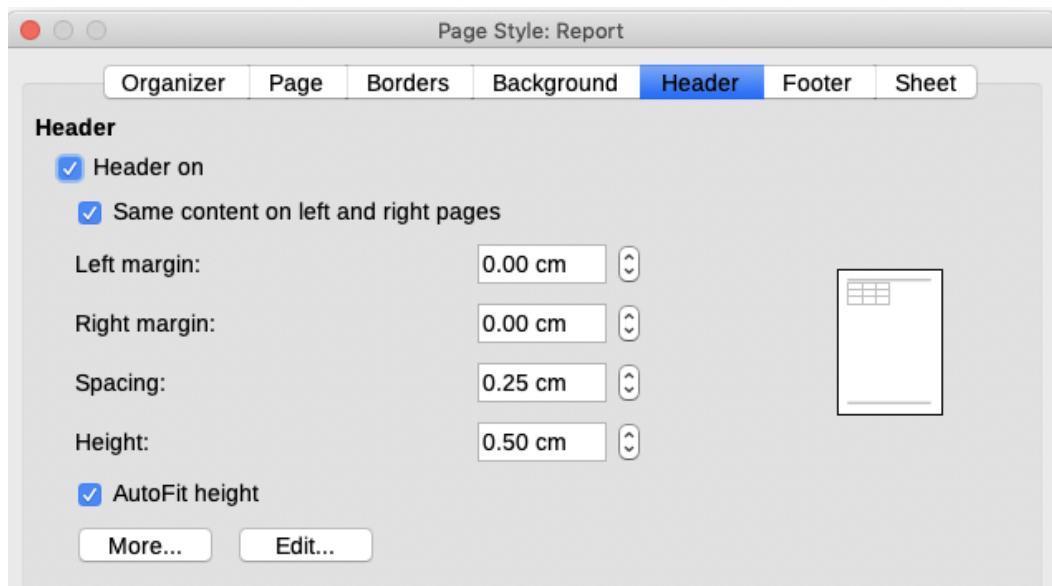 Page Style: Report
Organizer Page Borders Background Header Footer Sheet
Header
Header on
Same content on left and right pages
Left margin: 0.00 cm
Right margin: 0.00 cm
Spacing: 0.25 cm
Height: 0.50 cm
AutoFit height
More... Edit...